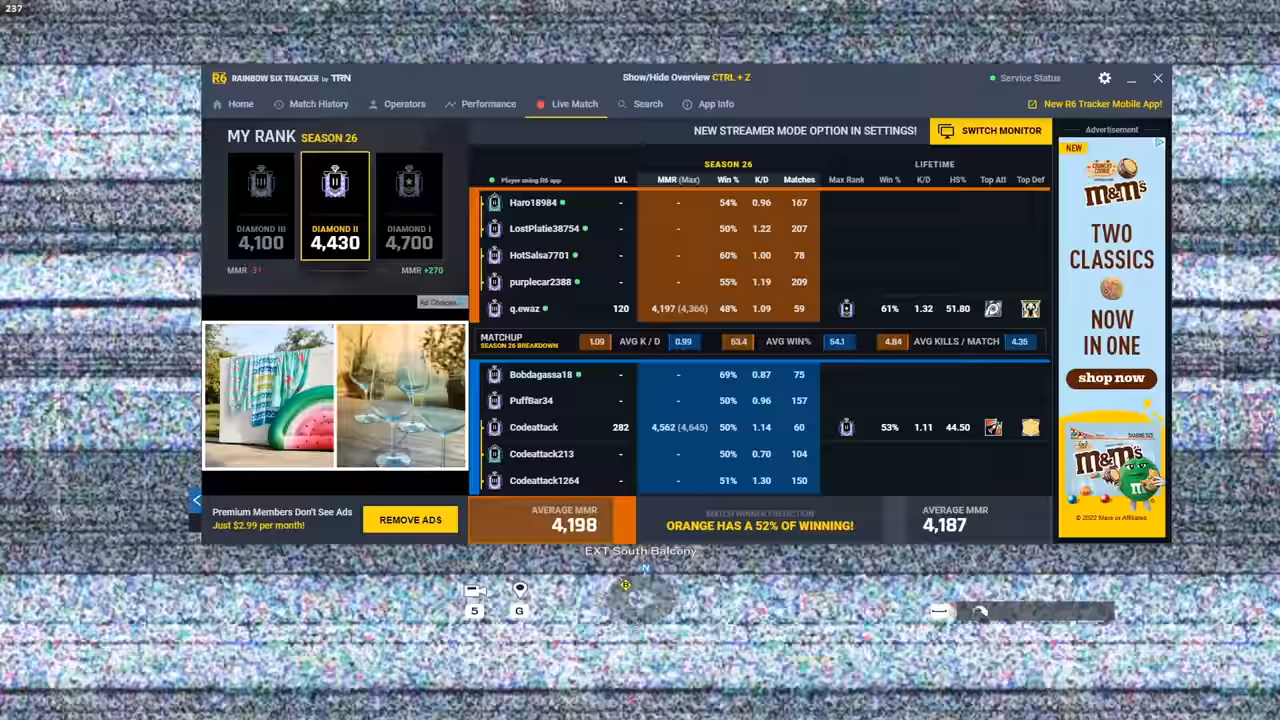 237
R6 RAINBOW SIX TRACKER by TRN
Show/Hide Overview CTRL + Z
Service Status
Home
Match History
Operators
Performance
Live Match
Search
App Info
New R6 Tracker Mobile App!
MY RANK SEASON 26
NEW STREAMER MODE OPTION IN SETTINGS!
SWITCH MONITOR
DIAMOND III
4,100
DIAMOND II
4,430
DIAMOND I
4,700
MMR -31
MMR +270
SEASON 26
LIFETIME
Player using R6 app LVL MMR (Max) Win % K/D Matches Max Rank Win % K/D HS% Top Att Top Def
Haro18984 - - 54% 0.96 167
LostPlatie38754 - - 50% 1.22 207
HotSalsa7701 - - 60% 1.00 78
purplecar2388 - - 55% 1.19 209
q.ewaz 120 4,197 (4,366) 48% 1.09 59 61% 1.32 51.80
MATCHUP
SEASON 26 BREAKDOWN
1.09 AVG K / D 0.99 53.4 AVG WIN% 54.1 4.84 AVG KILLS / MATCH 4.35
Bobdagassa18 - - 69% 0.87 75
PuffBar34 - - 50% 0.96 157
Codeattack 282 4,562 (4,645) 50% 1.14 60 53% 1.11 44.50
Codeattack213 - - 50% 0.70 104
Codeattack1264 - - 51% 1.30 150
AVERAGE MMR
4,198
MATCH WINNER PREDICTION
ORANGE HAS A 52% OF WINNING!
AVERAGE MMR
4,187
Ad Choices
Premium Members Don't See Ads
Just $2.99 per month!
REMOVE ADS
Advertisement
NEW
CRUNCHY
COOKIE
m&m's
TWO
CLASSICS
NOW
IN ONE
shop now
SHARING SIZE
m&m's
m
© 2022 Mars or Affiliates.
EXT South Balcony
N
B
5
G